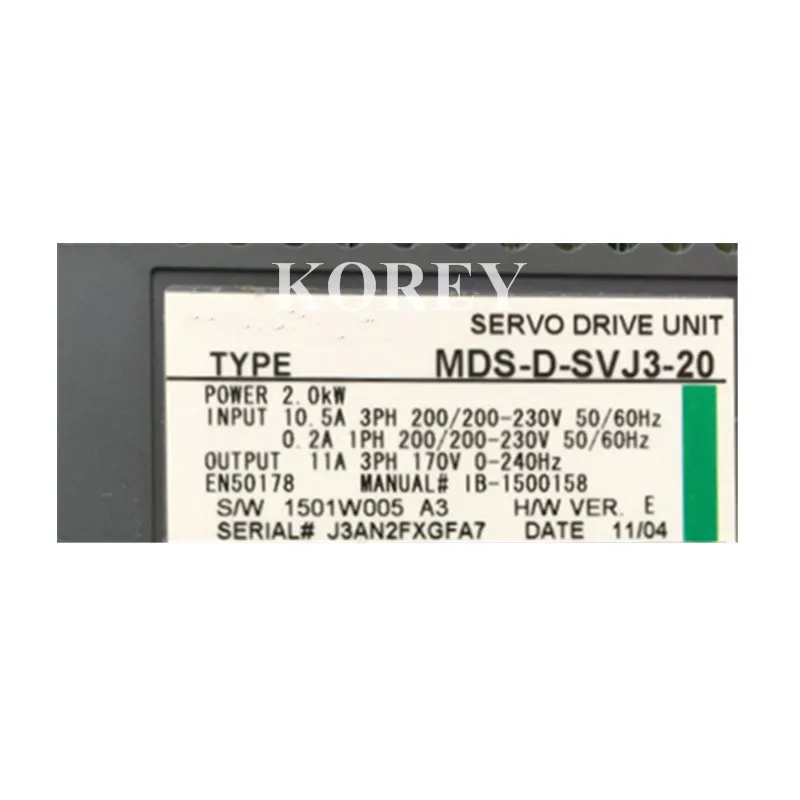 KOREY
SERVO DRIVE UNIT
TYPE MDS-D-SVJ3-20
POWER 2.0kW
INPUT 10.5A 3PH 200/200-230V 50/60Hz
0.2A 1PH 200/200-230V 50/60Hz
OUTPUT 11A 3PH 170V 0-240Hz
EN50178 MANUAL# IB-1500158
S/W 1501W005 A3 H/W VER. E
SERIAL# J3AN2FXGFA7 DATE 11/04